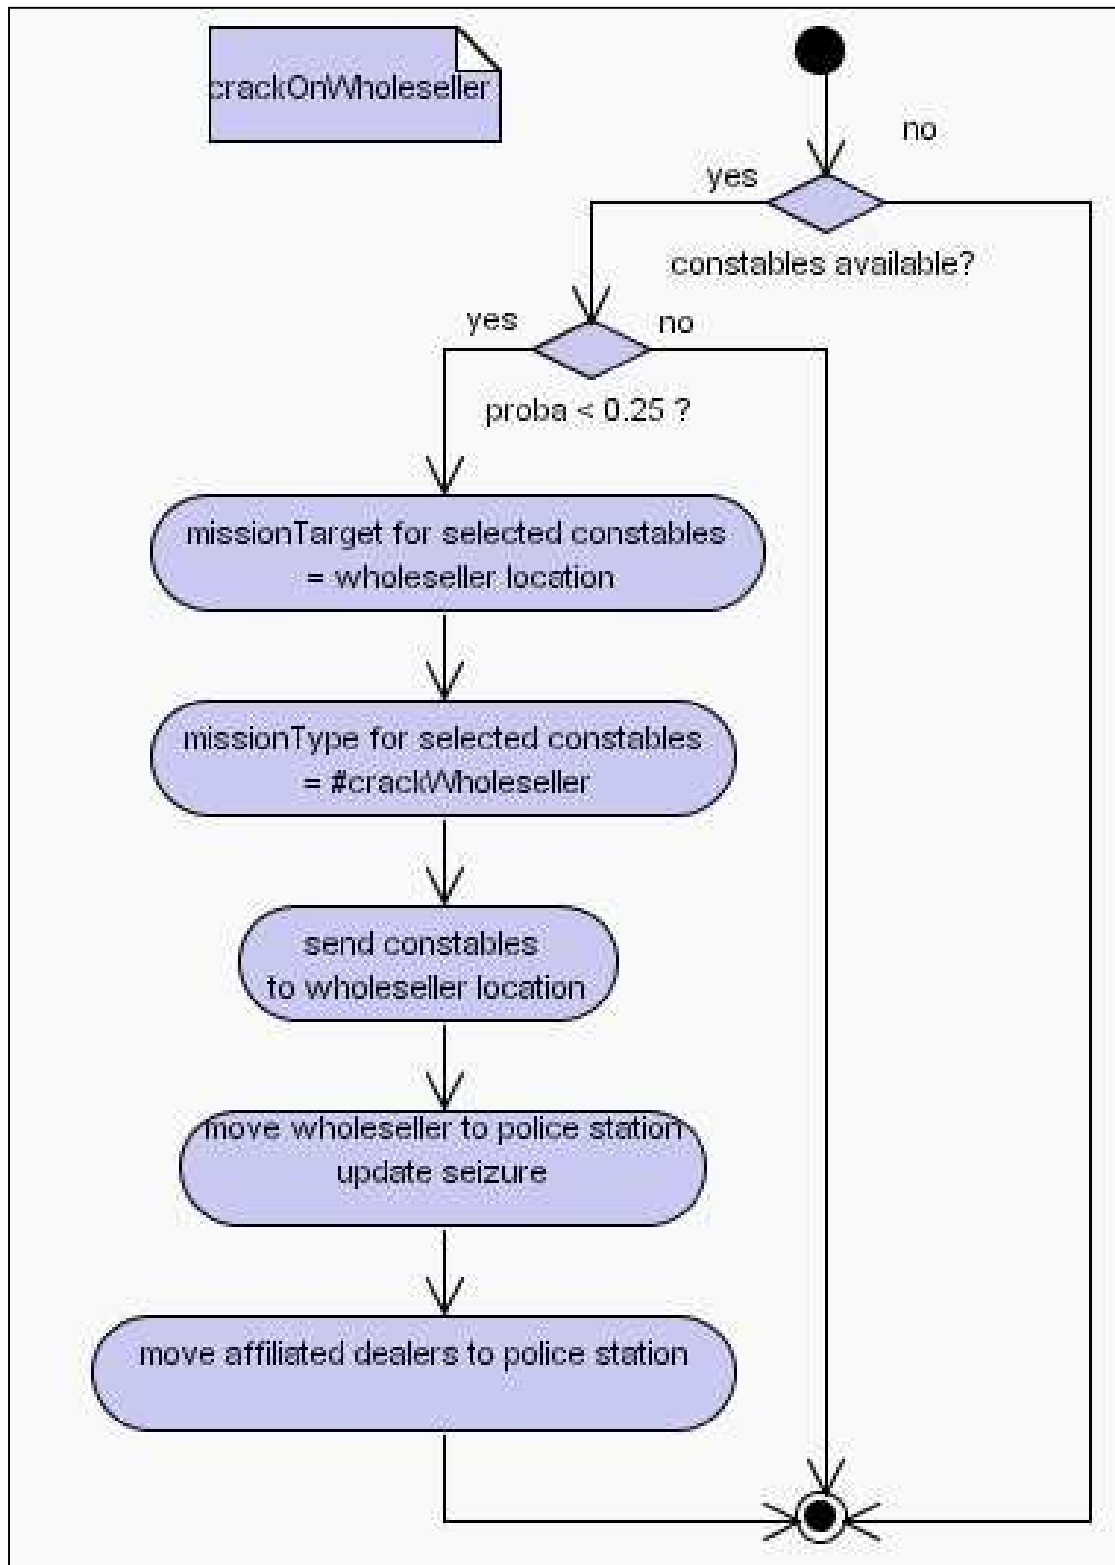 crackOnWholeseller
no
yes
constables available?
yes
no
proba < 0.25 ?
missionTarget for selected constables
= wholeseller location
missionType for selected constables
= #crackWholeseller
send constables
to wholeseller location
move wholeseller to police station
update seizure
move affiliated dealers to police station